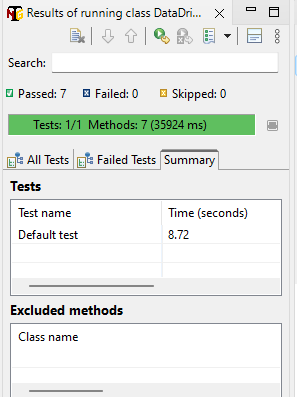 Results of running class DataDri...
Search:
Passed: 7 Failed: 0 Skipped: 0
Tests: 1/1 Methods: 7 (35924 ms)
All Tests Failed Tests Summary
Tests
Test name Time (seconds)
Default test 8.72
Excluded methods
Class name